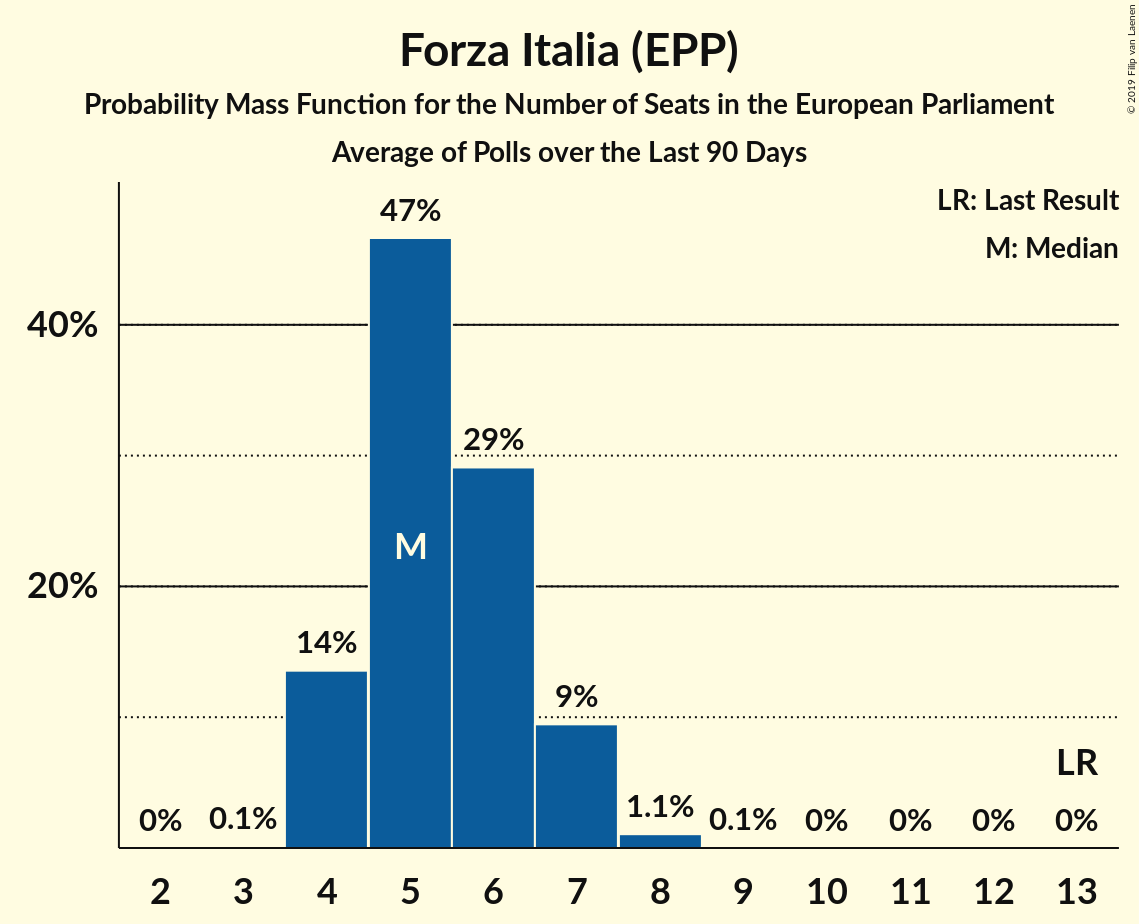 Forza Italia (EPP)
Probability Mass Function for the Number of Seats in the European Parliament
Average of Polls over the Last 90 Days
© 2019 Filip van Laenen
LR: Last Result
M: Median
47%
40%
29%
M
20%
14%
9%
LR
0% 0.1% 1.1% 0.1% 0% 0% 0% 0%
2 3 4 5 6 7 8 9 10 11 12 13